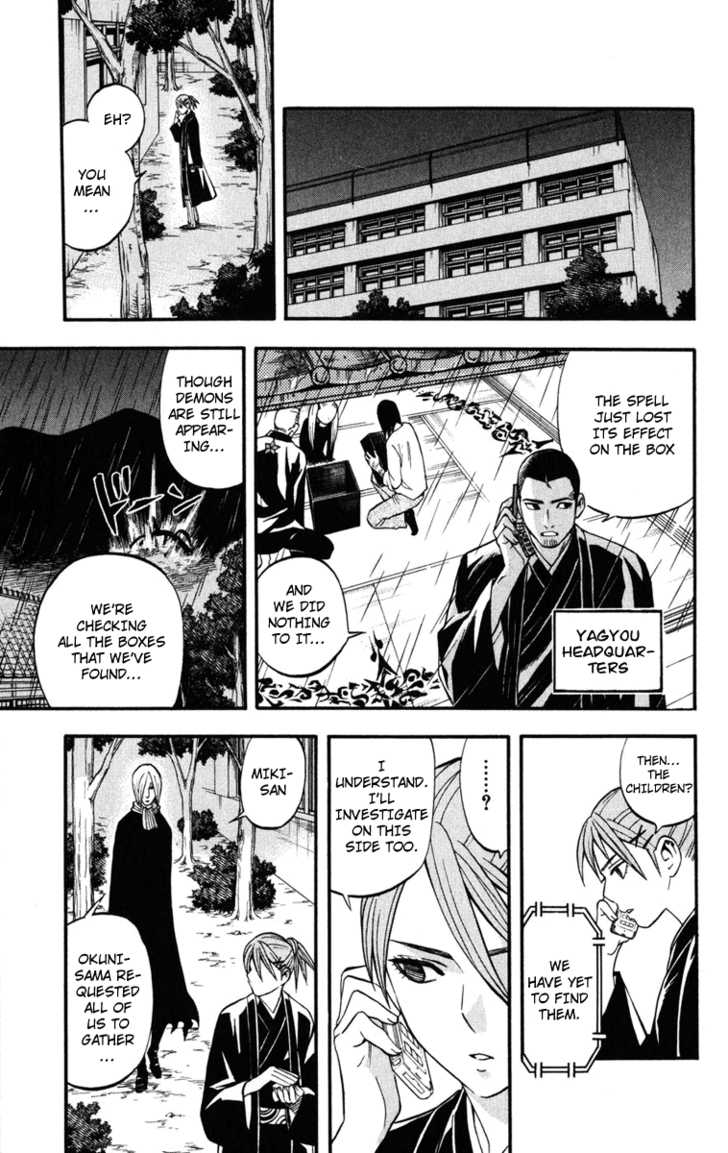 EH?
YOU
MEAN
...
THE SPELL
JUST LOST
ITS EFFECT
ON THE BOX
AND
WE DID
NOTHING
TO IT...
YAGYOU
HEADQUAR-
TERS
THOUGH
DEMONS
ARE STILL
APPEAR-
ING...
ドーン
WE'RE
CHECKING
ALL THE BOXES
THAT WE'VE
FOUND...
THEN...
THE
CHILDREN?
WE
HAVE YET
TO FIND
THEM.
......?
I
UNDERSTAND.
I'LL
INVESTIGATE
ON THIS
SIDE TOO.
MIKI-
SAN
OKUNI-
SAMA RE-
QUESTED
ALL OF
US TO
GATHER
...